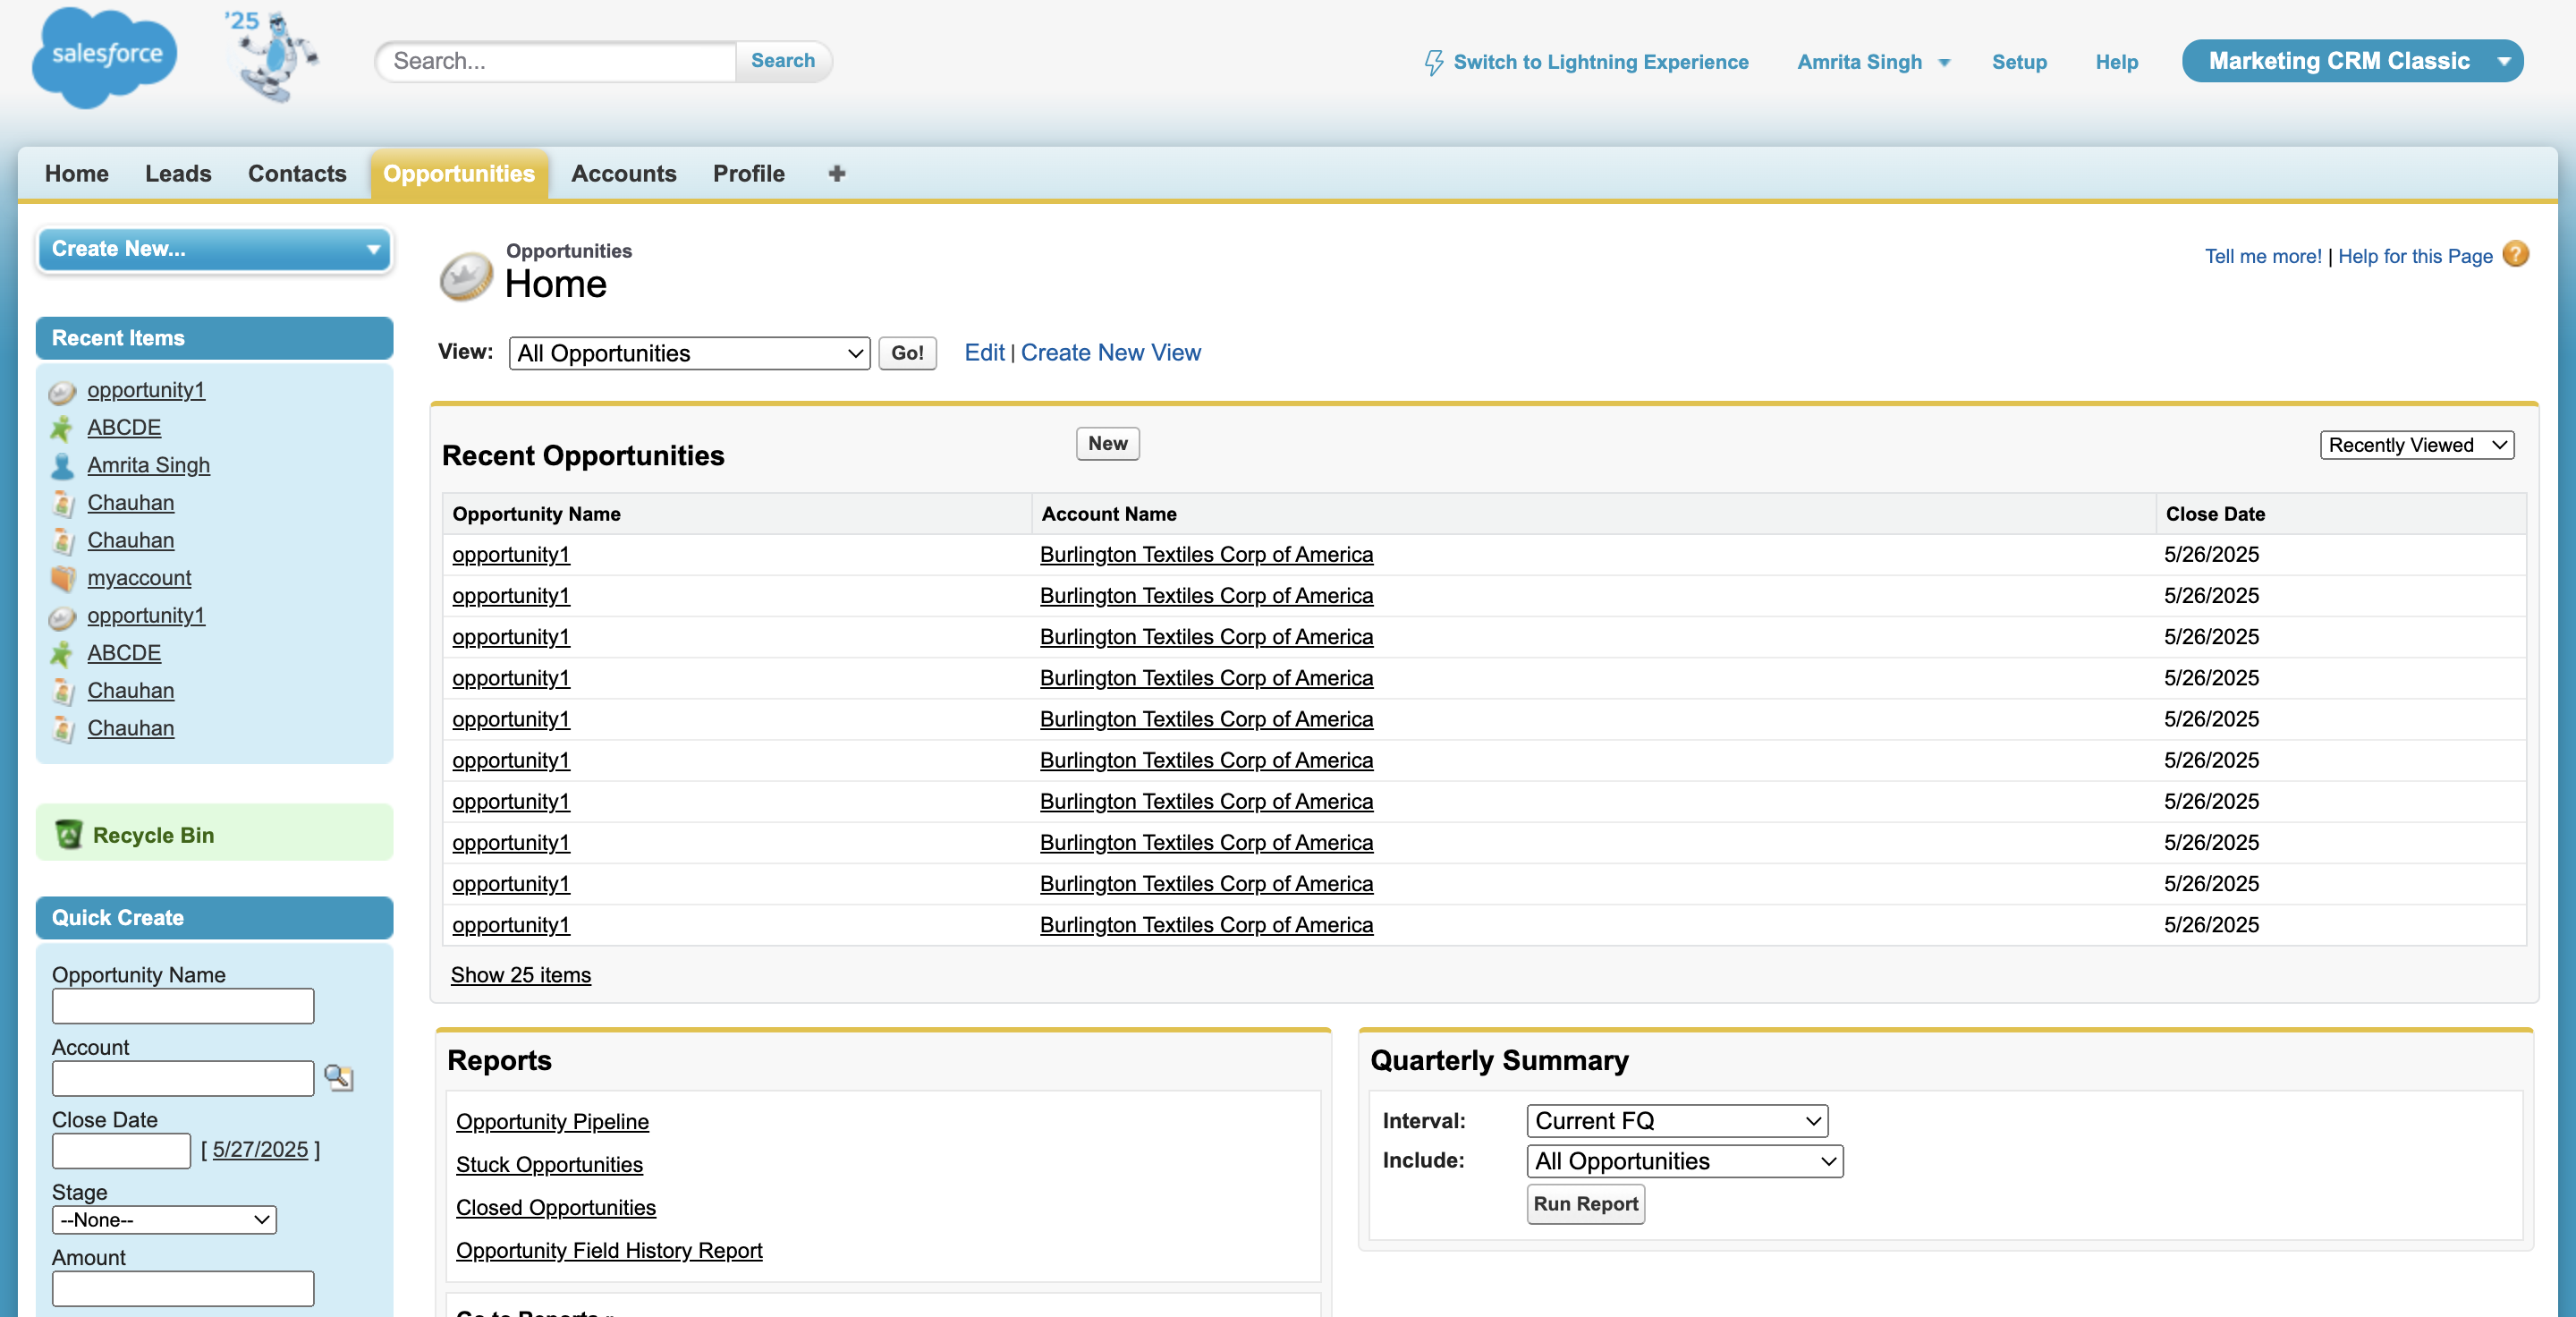 salesforce
'25
Search...
Search
Switch to Lightning Experience
Amrita Singh
Setup
Help
Marketing CRM Classic
Home
Leads
Contacts
Opportunities
Accounts
Profile
Create New...
Recent Items
opportunity1
ABCDE
Amrita Singh
Chauhan
Chauhan
myaccount
opportunity1
ABCDE
Chauhan
Chauhan
Recycle Bin
Quick Create
Opportunity Name
Account
Close Date
[ 5/27/2025 ]
Stage
--None--
Amount
Opportunities
Home
Tell me more! | Help for this Page ?
View: All Opportunities Go! Edit | Create New View
Recent Opportunities New Recently Viewed
Opportunity Name Account Name Close Date
opportunity1 Burlington Textiles Corp of America 5/26/2025
opportunity1 Burlington Textiles Corp of America 5/26/2025
opportunity1 Burlington Textiles Corp of America 5/26/2025
opportunity1 Burlington Textiles Corp of America 5/26/2025
opportunity1 Burlington Textiles Corp of America 5/26/2025
opportunity1 Burlington Textiles Corp of America 5/26/2025
opportunity1 Burlington Textiles Corp of America 5/26/2025
opportunity1 Burlington Textiles Corp of America 5/26/2025
opportunity1 Burlington Textiles Corp of America 5/26/2025
opportunity1 Burlington Textiles Corp of America 5/26/2025
Show 25 items
Reports
Opportunity Pipeline
Stuck Opportunities
Closed Opportunities
Opportunity Field History Report
Go to Reports
Quarterly Summary
Interval: Current FQ
Include: All Opportunities
Run Report